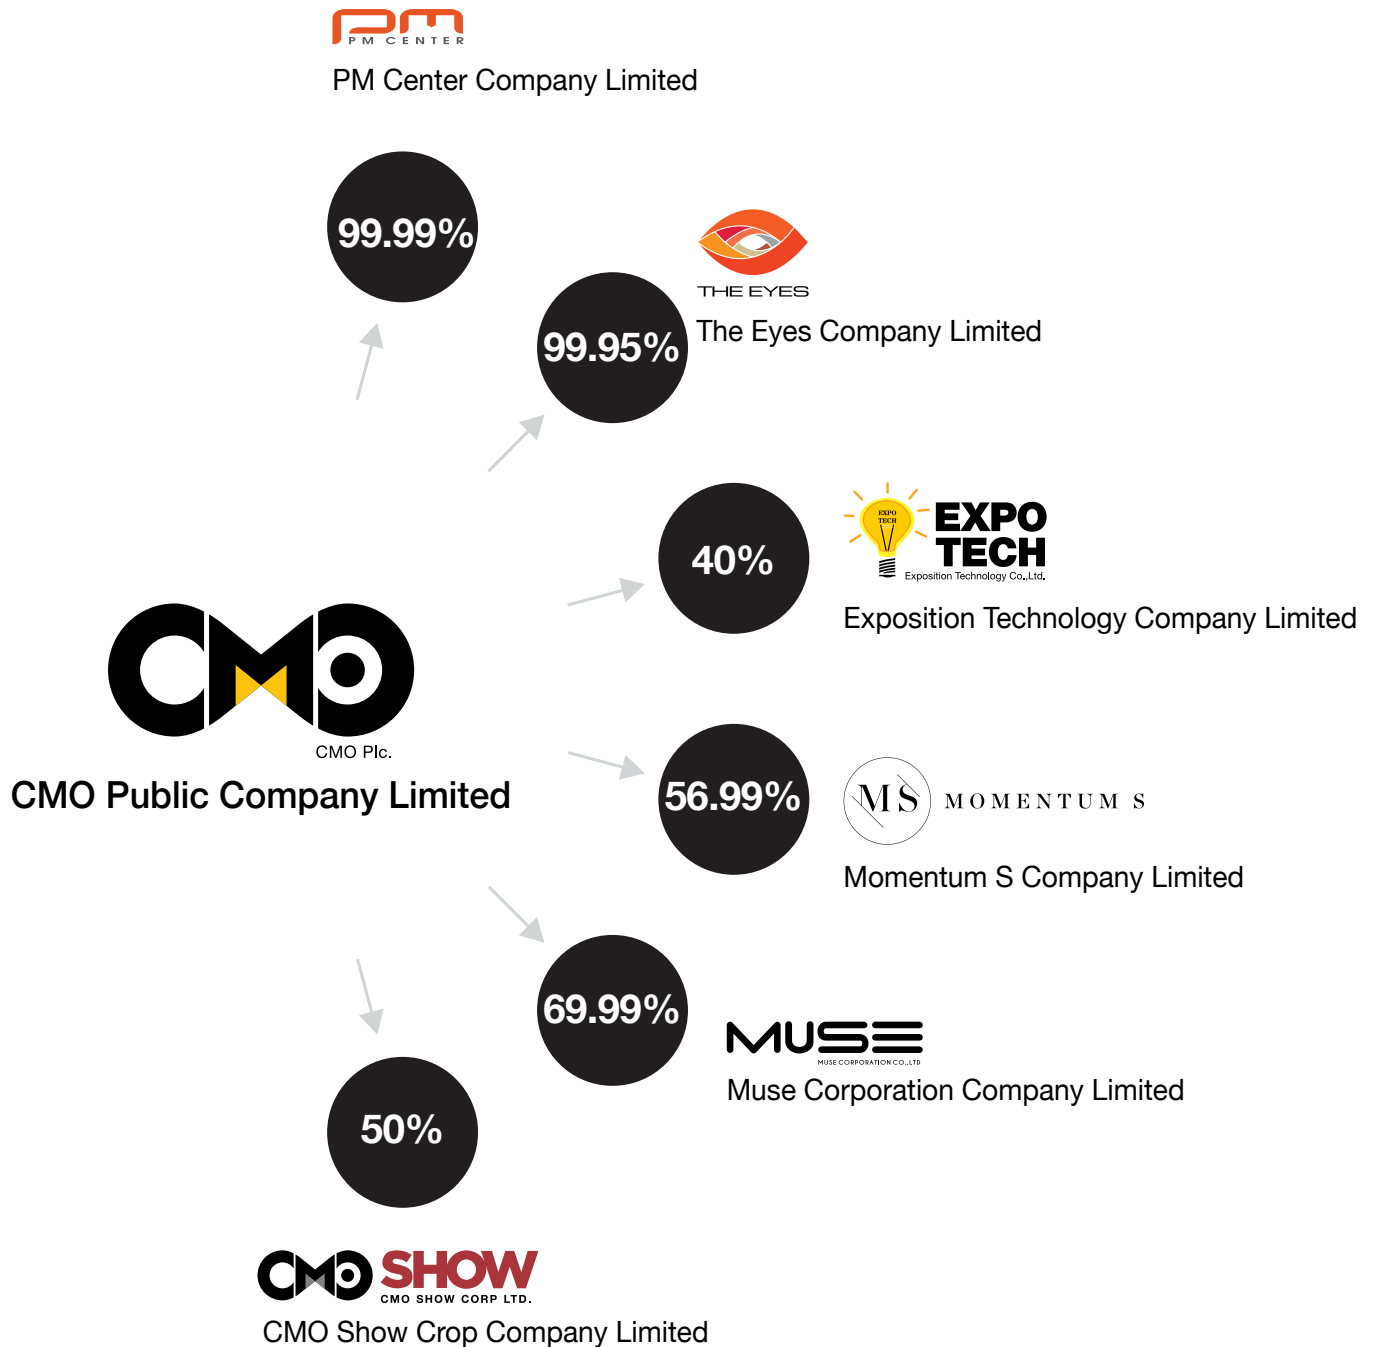 PM
PM CENTER
PM Center Company Limited
99.99%
THE EYES
99.95%
The Eyes Company Limited
EXPO
TECH
EXPO
TECH
Exposition Technology Co.,Ltd.
40%
Exposition Technology Company Limited
CMO
CMO Plc.
CMO Public Company Limited
56.99%
MS MOMENTUM S
Momentum S Company Limited
69.99%
MUSE
MUSE CORPORATION CO.,LTD
Muse Corporation Company Limited
50%
CMO SHOW
CMO SHOW CORP LTD.
CMO Show Crop Company Limited